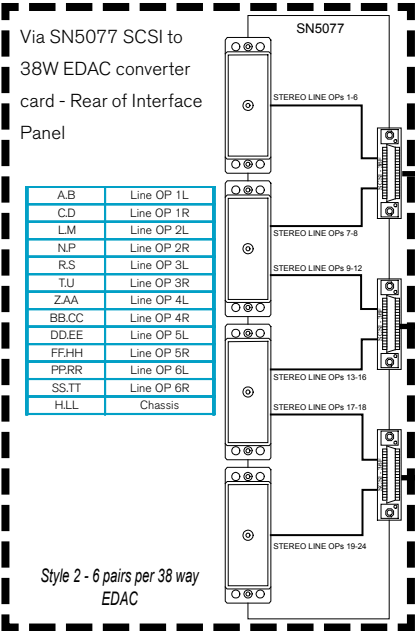 Via SN5077 SCSI to
38W EDAC converter
card - Rear of Interface
Panel
A.B Line OP 1L
C.D Line OP 1R
L.M Line OP 2L
N.P Line OP 2R
R.S Line OP 3L
T.U Line OP 3R
Z.AA Line OP 4L
BB.CC Line OP 4R
DD.EE Line OP 5L
FF.HH Line OP 5R
PP.RR Line OP 6L
SS.TT Line OP 6R
H.LL Chassis
Style 2 - 6 pairs per 38 way
EDAC
SN5077
STEREO LINE OPs 1-6
STEREO LINE OPs 7-8
STEREO LINE OPs 9-12
STEREO LINE OPs 13-16
STEREO LINE OPs 17-18
STEREO LINE OPs 19-24